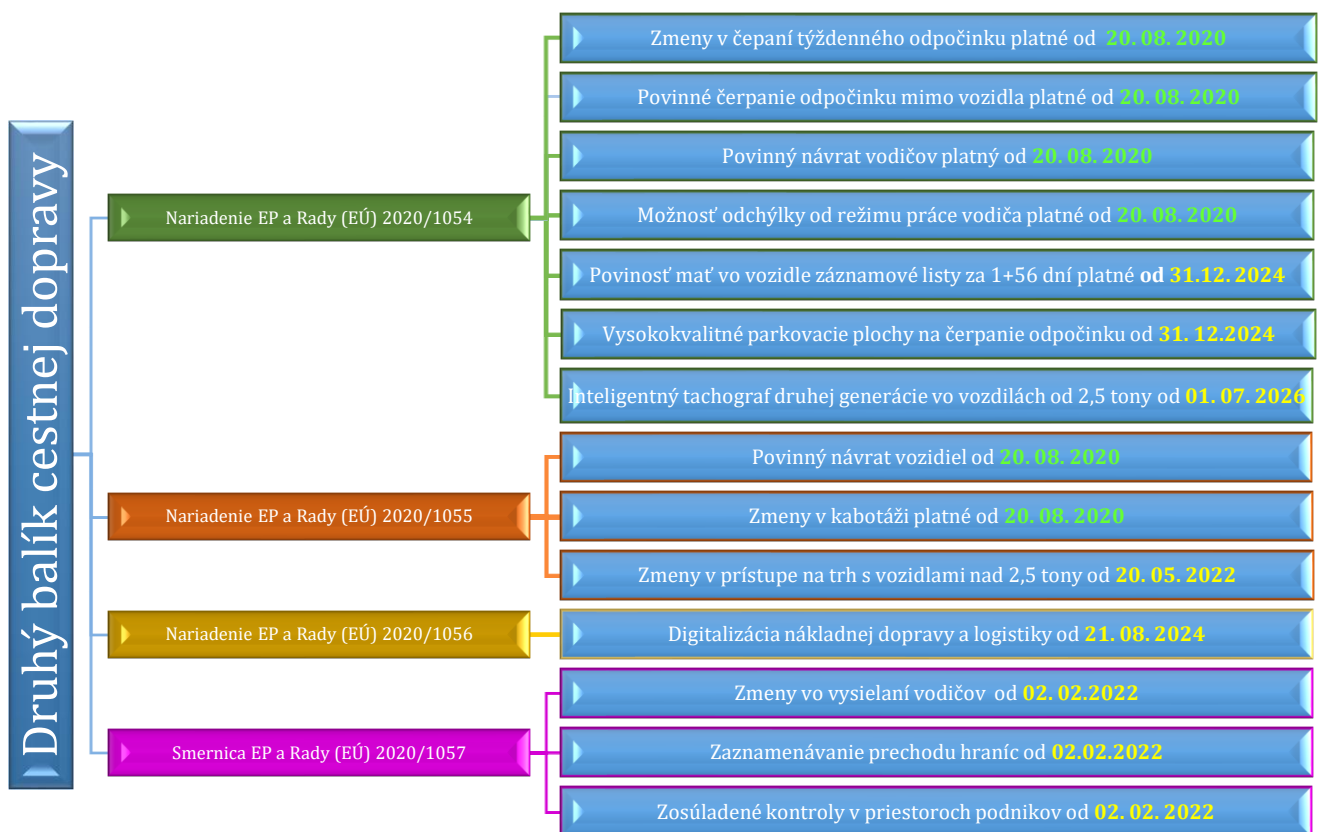 Druhý balík cestnej dopravy
Nariadenie EP a Rady (EÚ) 2020/1054
Zmeny v čepaní týždenného odpočinku platné od 20. 08. 2020
Povinné čerpanie odpočinku mimo vozidla platné od 20. 08. 2020
Povinný návrat vodičov platný od 20. 08. 2020
Možnosť odchýlky od režimu práce vodiča platné od 20. 08. 2020
Povinosť mať vo vozidle záznamové listy za 1+56 dní platné od 31.12. 2024
Vysokokvalitné parkovacie plochy na čerpanie odpočinku od 31. 12.2024
Inteligentný tachograf druhej generácie vo vozdilách od 2,5 tony od 01. 07. 2026
Nariadenie EP a Rady (EÚ) 2020/1055
Povinný návrat vozidiel od 20. 08. 2020
Zmeny v kabotáži platné od 20. 08. 2020
Zmeny v prístupe na trh s vozidlami nad 2,5 tony od 20. 05. 2022
Nariadenie EP a Rady (EÚ) 2020/1056
Digitalizácia nákladnej dopravy a logistiky od 21. 08. 2024
Smernica EP a Rady (EÚ) 2020/1057
Zmeny vo vysielaní vodičov od 02. 02.2022
Zaznamenávanie prechodu hraníc od 02.02.2022
Zosúladené kontroly v priestoroch podnikov od 02. 02. 2022